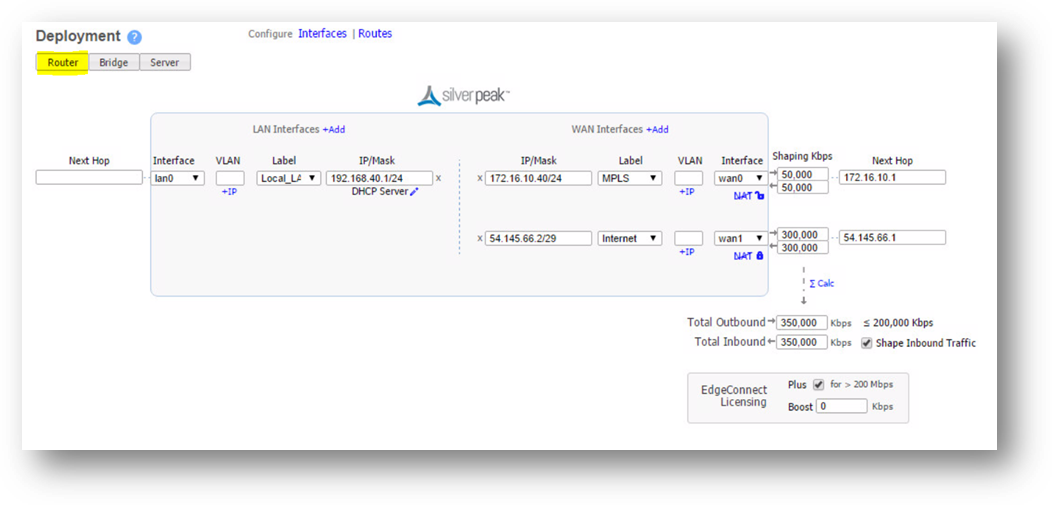 Deployment ?
Configure Interfaces | Routes
Router Bridge Server
silver peak™
LAN Interfaces +Add WAN Interfaces +Add
Next Hop Interface VLAN Label IP/Mask IP/Mask Label VLAN Interface Shaping Kbps Next Hop
lan0 Local_LA 192.168.40.1/24 x x 172.16.10.40/24 MPLS wan0 50,000 172.16.10.1
+IP DHCP Server +IP NAT 50,000
x 54.145.66.2/29 Internet wan1 300,000 54.145.66.1
+IP NAT 300,000
Σ Calc
Total Outbound 350,000 Kbps ≤ 200,000 Kbps
Total Inbound 350,000 Kbps Shape Inbound Traffic
EdgeConnect Licensing
Plus for > 200 Mbps
Boost 0 Kbps